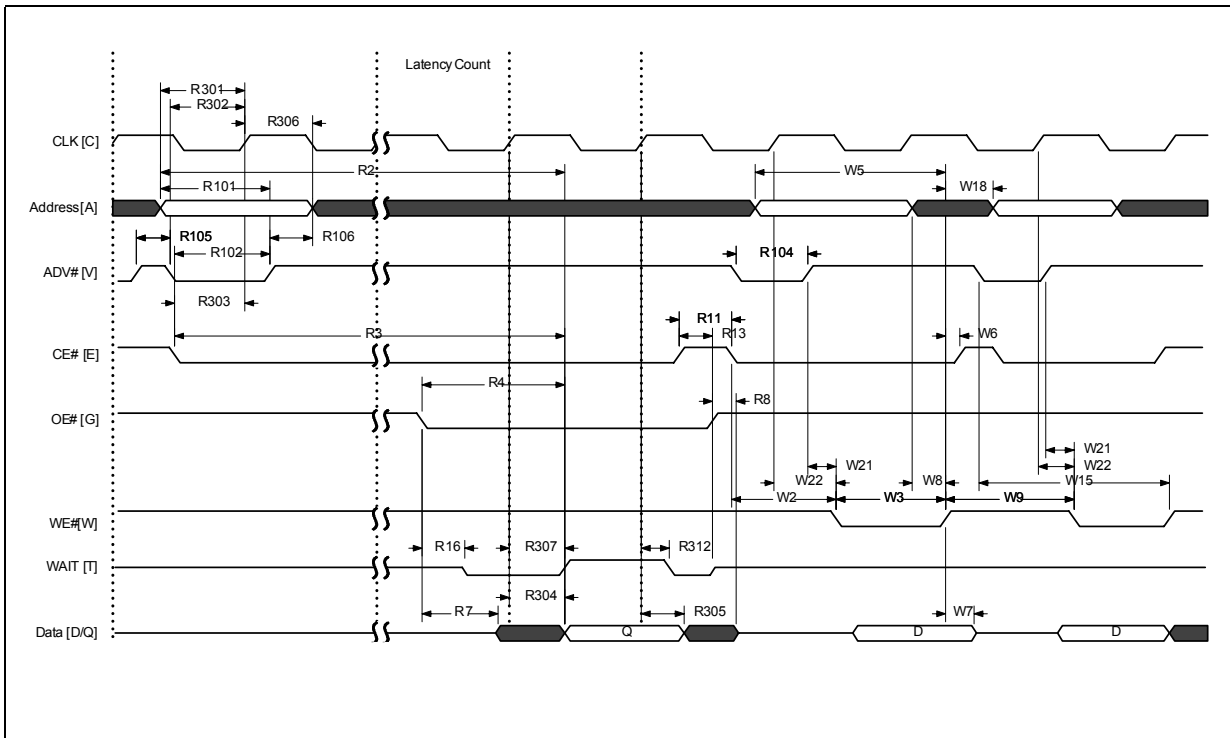 Latency Count
R301
R302
R306
CLK [C]
R2
W5
R101
W18
Address [A]
R105
R102
R106
R104
ADV# [V]
R303
R11
R3
R13
W6
CE# [E]
R4
R8
OE# [G]
W21
W21
W22
W22
W8
W15
W2
W3
W9
WE# [W]
R16
R307
R312
WAIT [T]
R304
R7
R305
W7
Data [D/Q]
Q
D
D